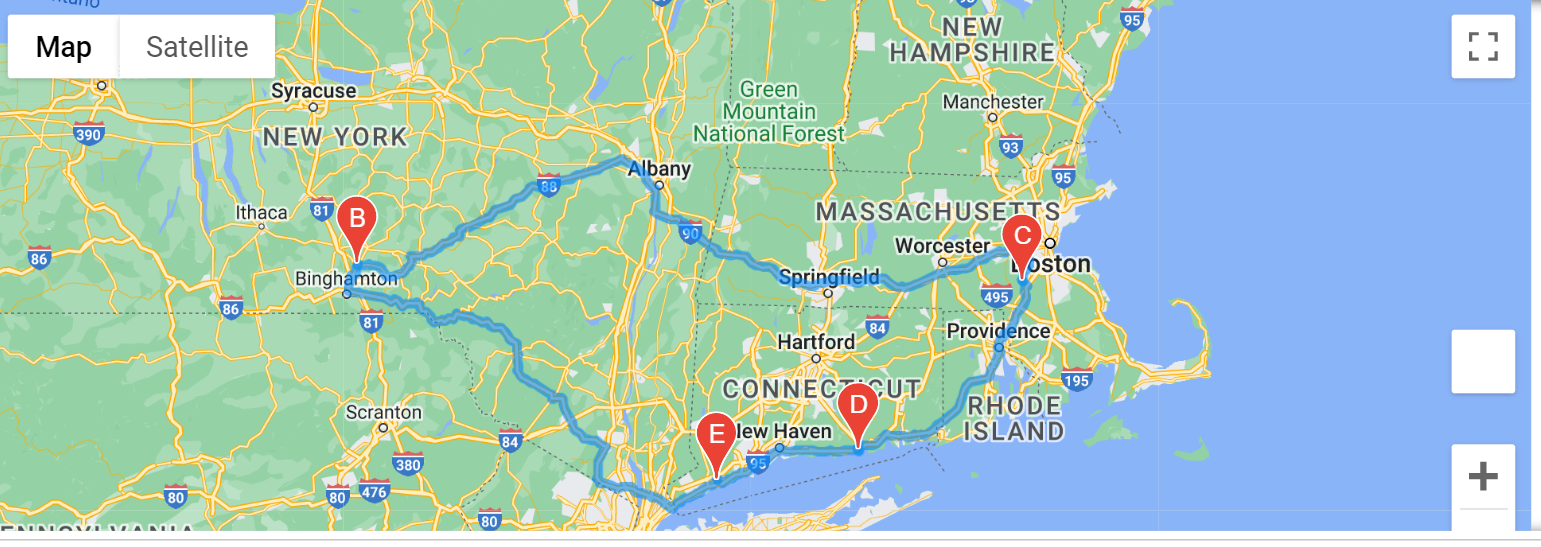 ntario
Map
Satellite
NEW
HAMPSHIRE
95
Syracuse
Green
Mountain
National Forest
Manchester
390
NEW YORK
93
Albany
95
88
Ithaca
81
B
MASSACHUSETTS
90
C
Worcester
86
Boston
Binghamton
Springfield
495
86
81
84
Providence
Hartford
CONNECTICUT
195
D
RHODE
ISLAND
Scranton
E
New Haven
84
95
380
80
80
476
80
ENNSYLVANIA
+